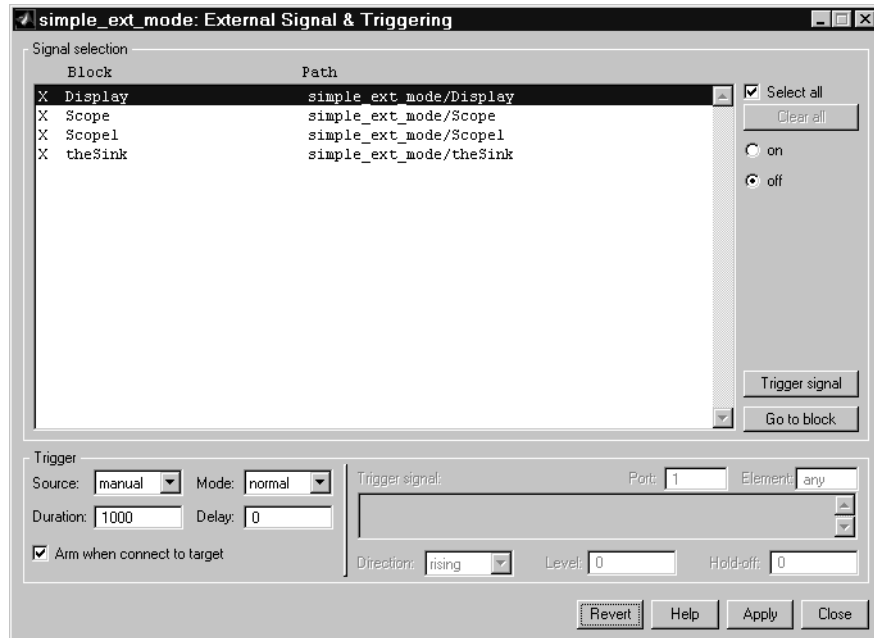 simple_ext_mode: External Signal & Triggering
Signal selection
Block Path
X Display simple_ext_mode/Display
X Scope simple_ext_mode/Scope
X Scope1 simple_ext_mode/Scope1
X theSink simple_ext_mode/theSink
Select all
Clear all
on
off
Trigger signal
Go to block
Trigger
Source: manual Mode: normal
Duration: 1000 Delay: 0
Arm when connect to target
Trigger signal: Port: 1 Element: any
Direction: rising Level: 0 Hold-off: 0
Revert Help Apply Close